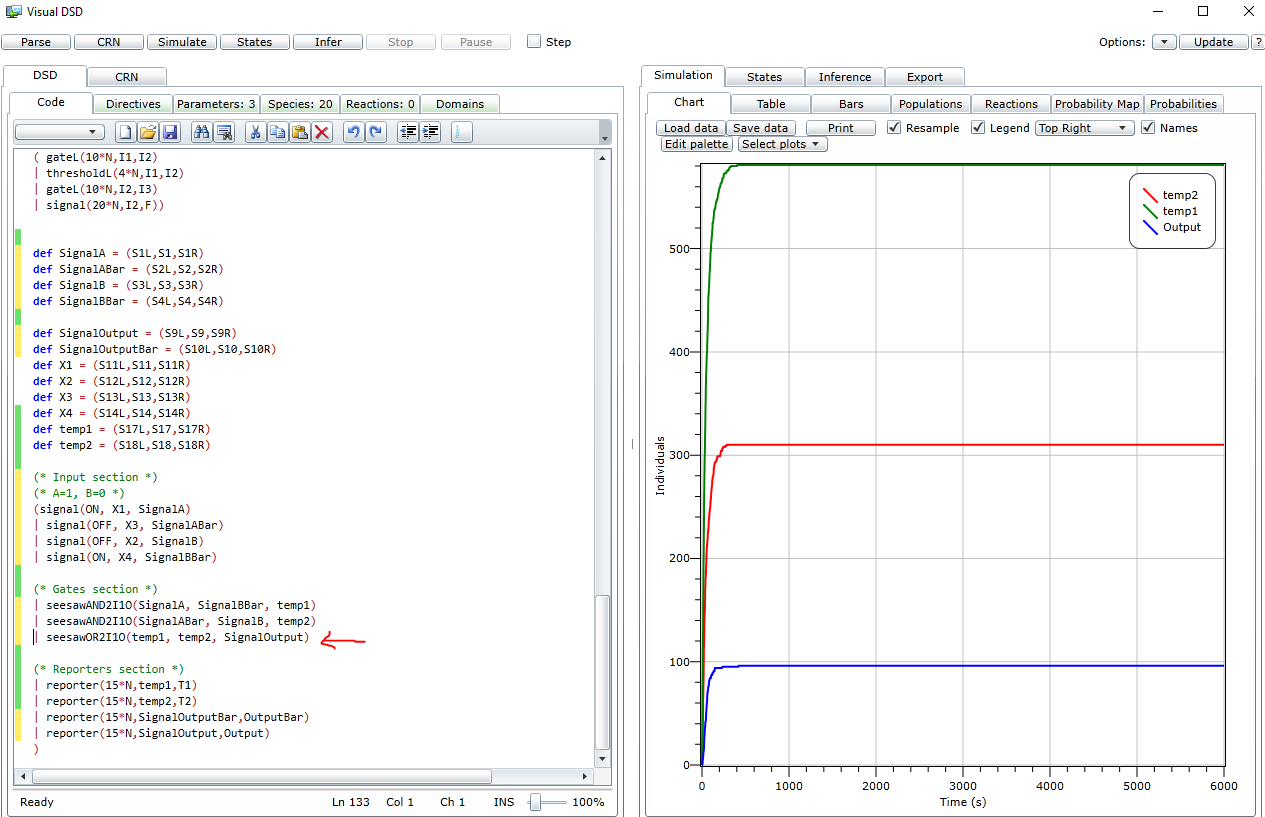 Visual DSD
Parse CRN Simulate States Infer Stop Pause Step Options: Update ?
DSD CRN
Code Directives Parameters: 3 Species: 20 Reactions: 0 Domains
( gateL(10*N,I1,I2)
| thresholdL(4*N,I1,I2)
| gateL(10*N,I2,I3)
| signal(20*N,I2,F))
def SignalA = (S1L,S1,S1R)
def SignalABar = (S2L,S2,S2R)
def SignalB = (S3L,S3,S3R)
def SignalBBar = (S4L,S4,S4R)
def SignalOutput = (S9L,S9,S9R)
def SignalOutputBar = (S10L,S10,S10R)
def X1 = (S11L,S11,S11R)
def X2 = (S12L,S12,S12R)
def X3 = (S13L,S13,S13R)
def X4 = (S14L,S14,S14R)
def temp1 = (S17L,S17,S17R)
def temp2 = (S18L,S18,S18R)
(* Input section *)
(* A=1, B=0 *)
(signal(ON, X1, SignalA)
| signal(OFF, X3, SignalABar)
| signal(OFF, X2, SignalB)
| signal(ON, X4, SignalBBar)
(* Gates section *)
| seesawAND2I1O(SignalA, SignalBBar, temp1)
| seesawAND2I1O(SignalABar, SignalB, temp2)
| seesawOR2I1O(temp1, temp2, SignalOutput)
(* Reporters section *)
| reporter(15*N,temp1,T1)
| reporter(15*N,temp2,T2)
| reporter(15*N,SignalOutputBar,OutputBar)
| reporter(15*N,SignalOutput,Output)
)
Ready Ln 133 Col 1 Ch 1 INS 100%
Simulation States Inference Export
Chart Table Bars Populations Reactions Probability Map Probabilities
Load data Save data Print Resample Legend Top Right Names
Edit palette Select plots
temp2
temp1
Output
500
400
300
200
100
0
Individuals
0 1000 2000 3000 4000 5000 6000
Time (s)